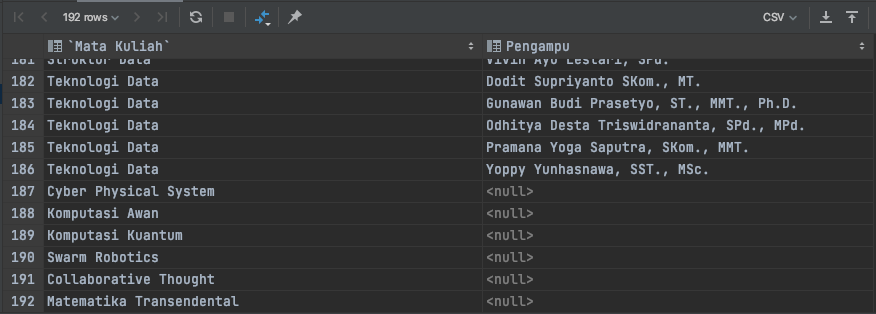 192 rows CSV
`Mata Kuliah` Pengampu
181 Struktur Data Vivin Ayu Lestari, SPd.
182 Teknologi Data Dodit Supriyanto SKom., MT.
183 Teknologi Data Gunawan Budi Prasetyo, ST., MMT., Ph.D.
184 Teknologi Data Odhitya Desta Triswidrananta, SPd., MPd.
185 Teknologi Data Pramana Yoga Saputra, SKom., MMT.
186 Teknologi Data Yoppy Yunhasnawa, SST., MSc.
187 Cyber Physical System <null>
188 Komputasi Awan <null>
189 Komputasi Kuantum <null>
190 Swarm Robotics <null>
191 Collaborative Thought <null>
192 Matematika Transendental <null>